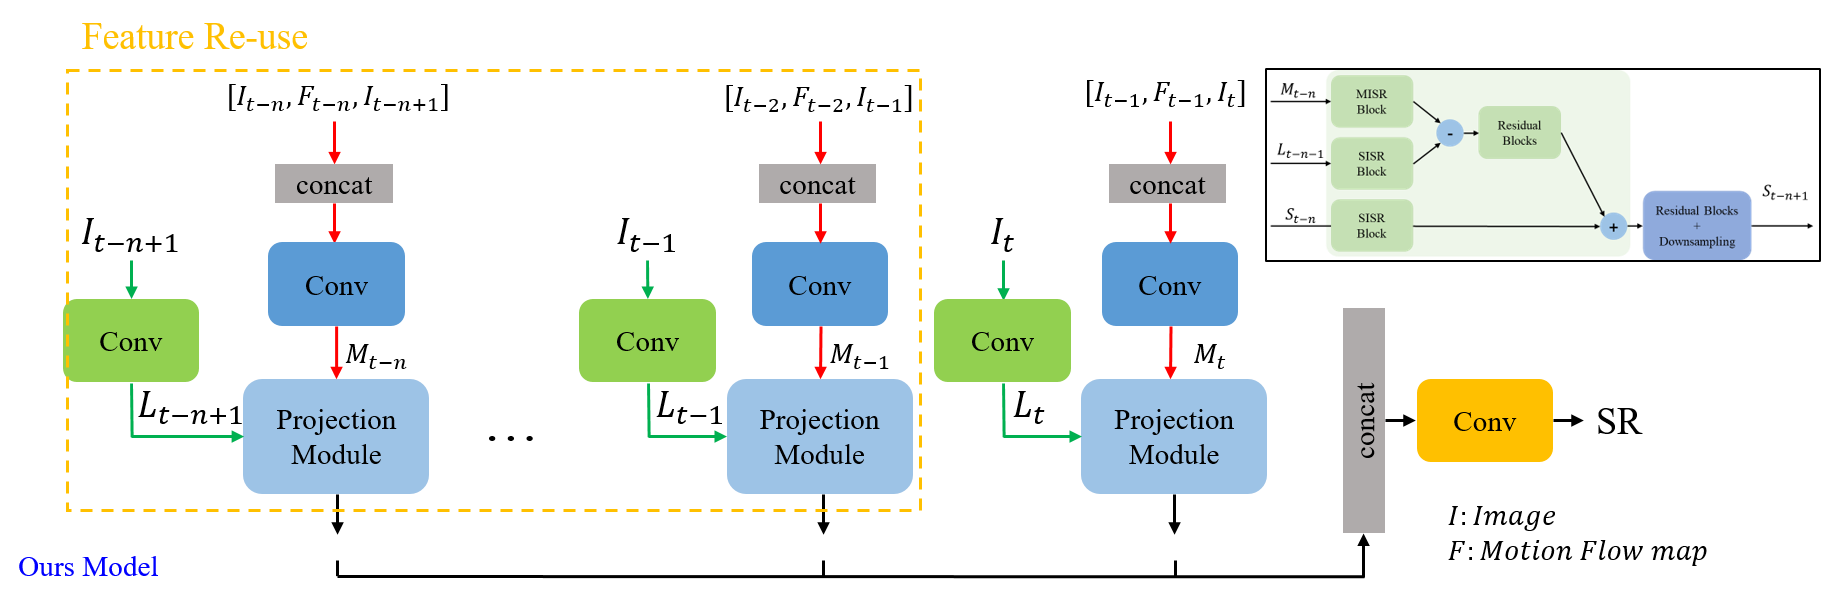 Feature Re-use
[I_{t−n}, F_{t−n}, I_{t−n+1}]
[I_{t−2}, F_{t−2}, I_{t−1}]
[I_{t−1}, F_{t−1}, I_t]
concat
concat
concat
I_{t−n+1}
I_{t−1}
I_t
Conv
Conv
Conv
Conv
Conv
Conv
M_{t−n}
M_{t−1}
M_t
L_{t−n+1}
L_{t−1}
L_t
Projection
Module
...
Projection
Module
Projection
Module
Ours Model
M_{t−n}
MISR
Block
L_{t−n−1}
SISR
Block
S_{t−n}
SISR
Block
-
Residual
Blocks
+
Residual Blocks
+
Downsampling
S_{t−n+1}
concat
Conv
SR
I: Image
F: Motion Flow map